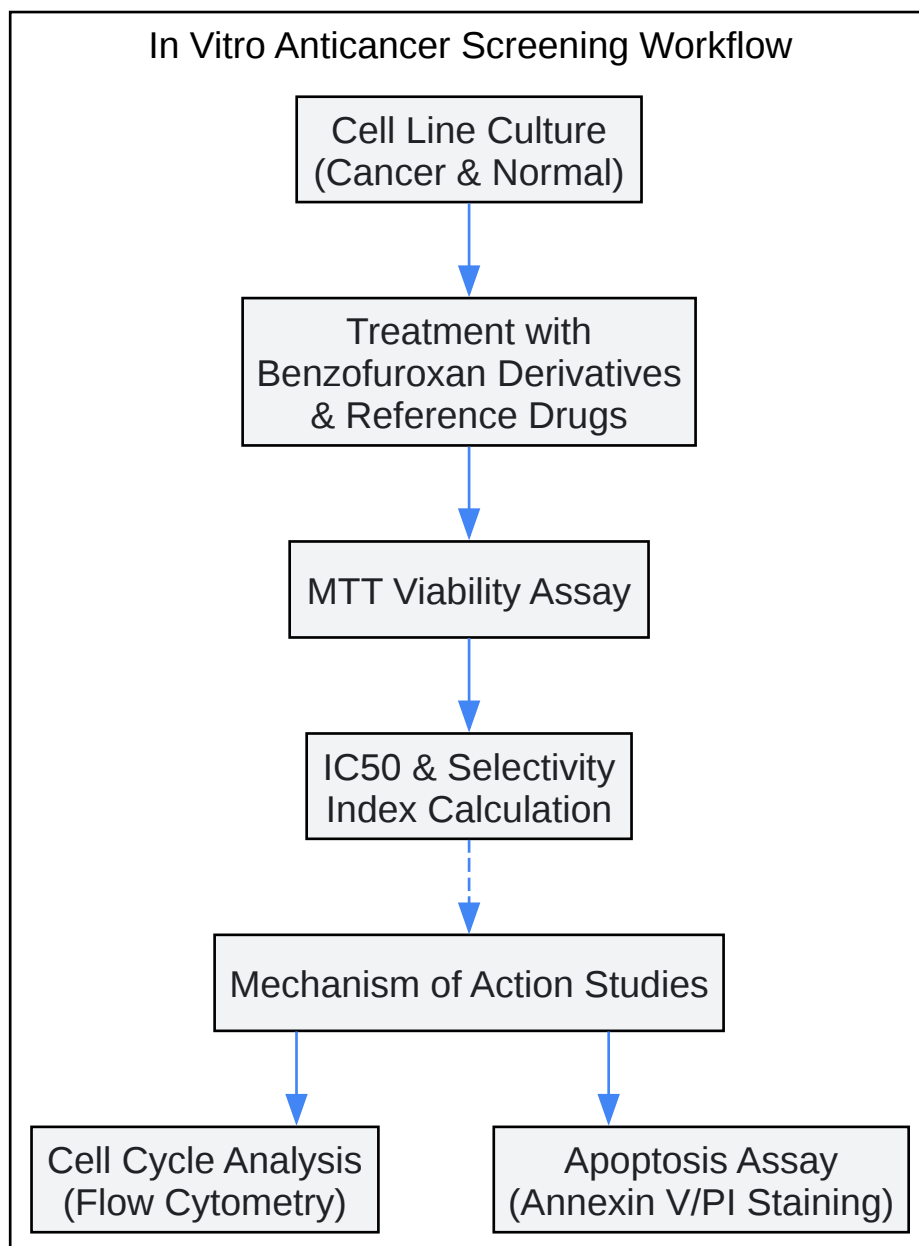 In Vitro Anticancer Screening Workflow
Cell Line Culture
(Cancer & Normal)
Treatment with
Benzofuroxan Derivatives
& Reference Drugs
MTT Viability Assay
IC50 & Selectivity
Index Calculation
Mechanism of Action Studies
Cell Cycle Analysis
(Flow Cytometry)
Apoptosis Assay
(Annexin V/PI Staining)